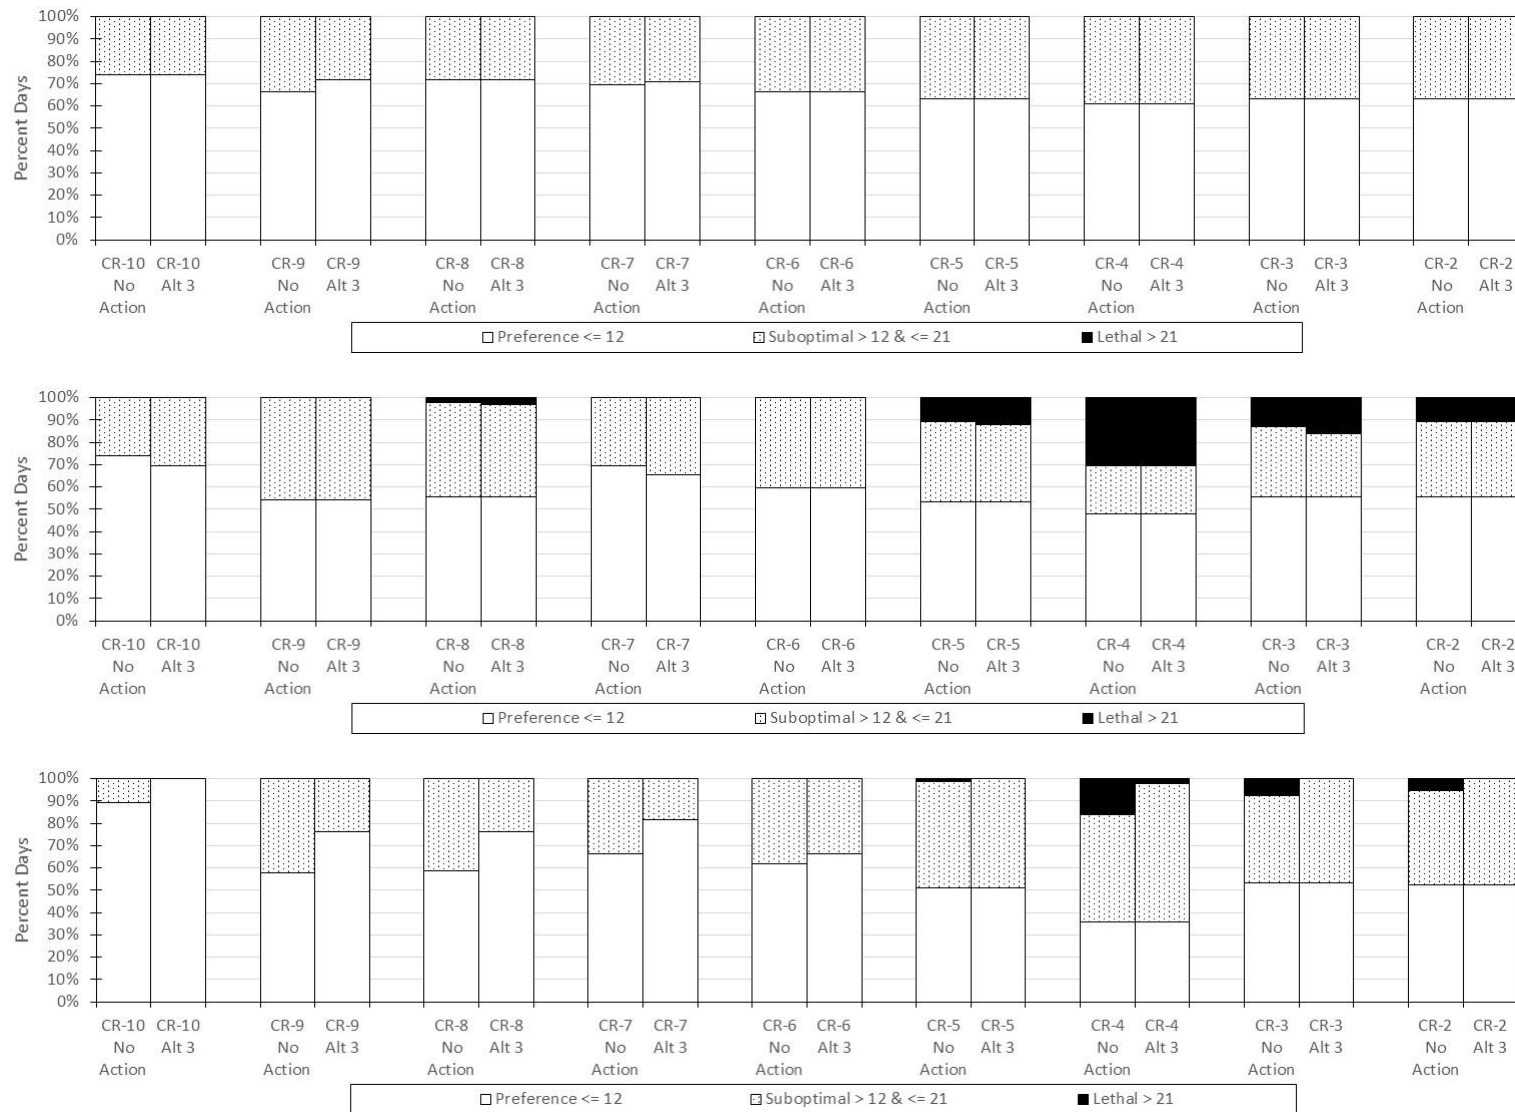 100%
90%
80%
70%
60%
50%
40%
30%
20%
10%
0%
Percent Days
CR-10 CR-10 CR-9 CR-9 CR-8 CR-8 CR-7 CR-7 CR-6 CR-6 CR-5 CR-5 CR-4 CR-4 CR-3 CR-3 CR-2 CR-2
No Alt 3 No Alt 3 No Alt 3 No Alt 3 No Alt 3 No Alt 3 No Alt 3 No Alt 3 No Alt 3
Action Action Action Action Action Action Action Action Action
Preference <= 12 Suboptimal > 12 & <= 21 Lethal > 21
100%
90%
80%
70%
60%
50%
40%
30%
20%
10%
0%
Percent Days
CR-10 CR-10 CR-9 CR-9 CR-8 CR-8 CR-7 CR-7 CR-6 CR-6 CR-5 CR-5 CR-4 CR-4 CR-3 CR-3 CR-2 CR-2
No Alt 3 No Alt 3 No Alt 3 No Alt 3 No Alt 3 No Alt 3 No Alt 3 No Alt 3 No Alt 3
Action Action Action Action Action Action Action Action Action
Preference <= 12 Suboptimal > 12 & <= 21 Lethal > 21
100%
90%
80%
70%
60%
50%
40%
30%
20%
10%
0%
Percent Days
CR-10 CR-10 CR-9 CR-9 CR-8 CR-8 CR-7 CR-7 CR-6 CR-6 CR-5 CR-5 CR-4 CR-4 CR-3 CR-3 CR-2 CR-2
No Alt 3 No Alt 3 No Alt 3 No Alt 3 No Alt 3 No Alt 3 No Alt 3 No Alt 3 No Alt 3
Action Action Action Action Action Action Action Action Action
Preference <= 12 Suboptimal > 12 & <= 21 Lethal > 21